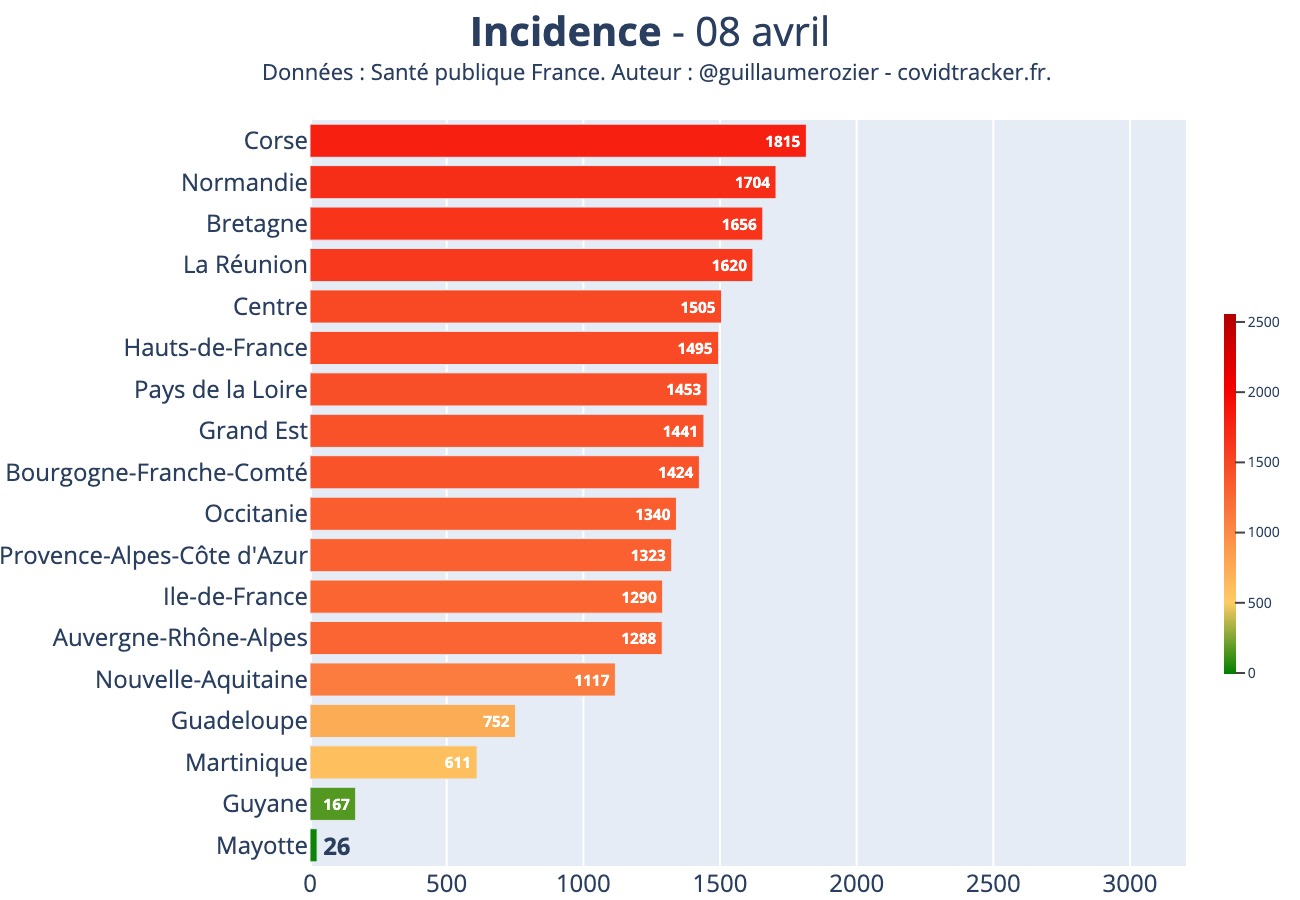 Incidence - 08 avril
Données : Santé publique France. Auteur : @guillaumerozier - covidtracker.fr.
Corse 1815
Normandie 1704
Bretagne 1656
La Réunion 1620
Centre 1505
Hauts-de-France 1495
Pays de la Loire 1453
Grand Est 1441
Bourgogne-Franche-Comté 1424
Occitanie 1340
Provence-Alpes-Côte d'Azur 1323
Ile-de-France 1290
Auvergne-Rhône-Alpes 1288
Nouvelle-Aquitaine 1117
Guadeloupe 752
Martinique 611
Guyane 167
Mayotte 26
0 500 1000 1500 2000 2500 3000
2500
2000
1500
1000
500
0